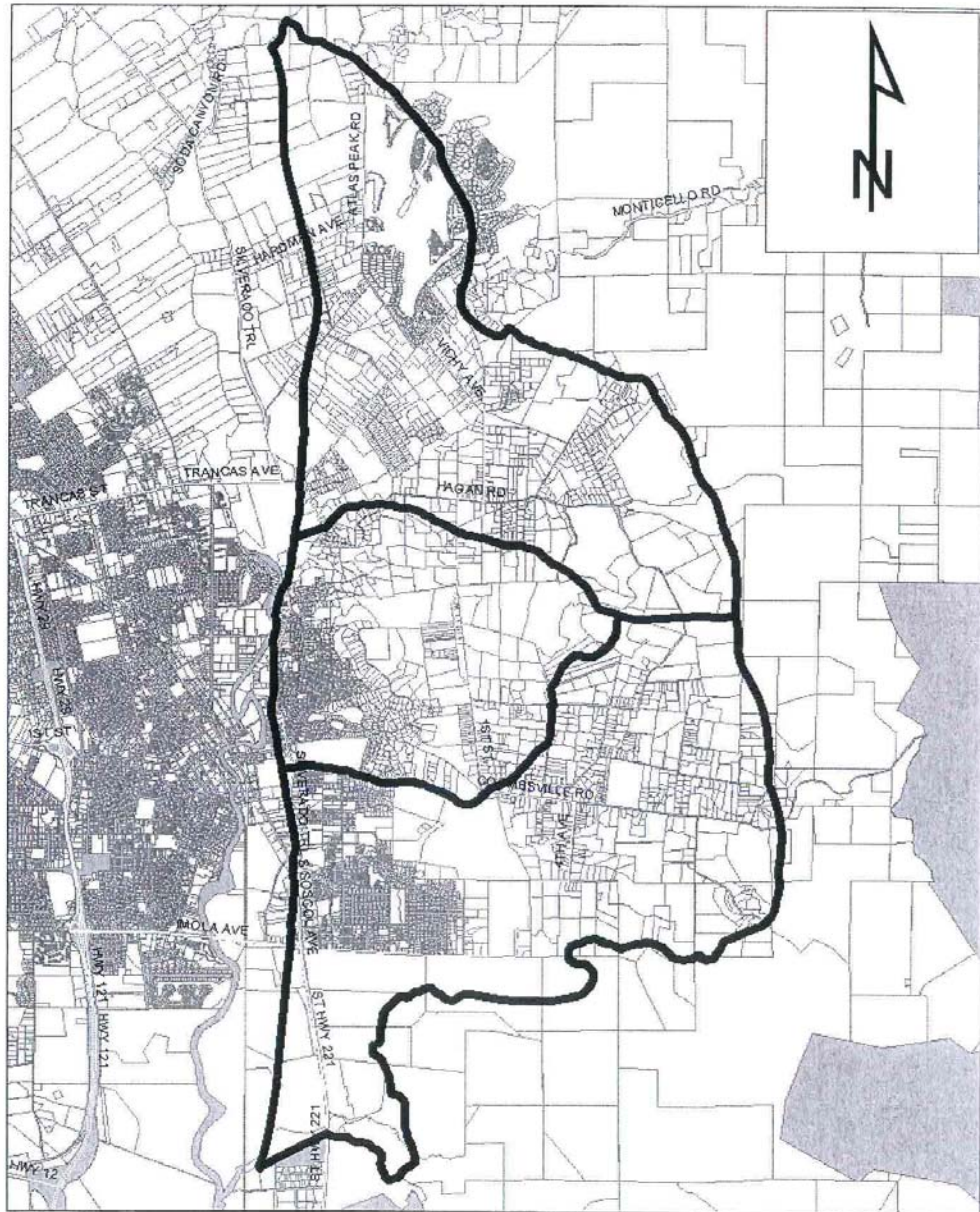 SODA CANYON RD
ATLAS PEAK RD
N
MONTICELLO RD
HARDMAN AVE
SILVERADO TRL
VICHY AVE
TRANCAS AVE
TRANCAS ST
HAGAN RD
HWY 29
HWY 29
1ST ST
1ST ST
COOMBSVILLE RD
SILVERADO TRL
SOSCOL AVE
4TH AVE
IMOLA AVE
HWY 121
HWY 121
ST HWY 221
ST HWY 221
HWY 12